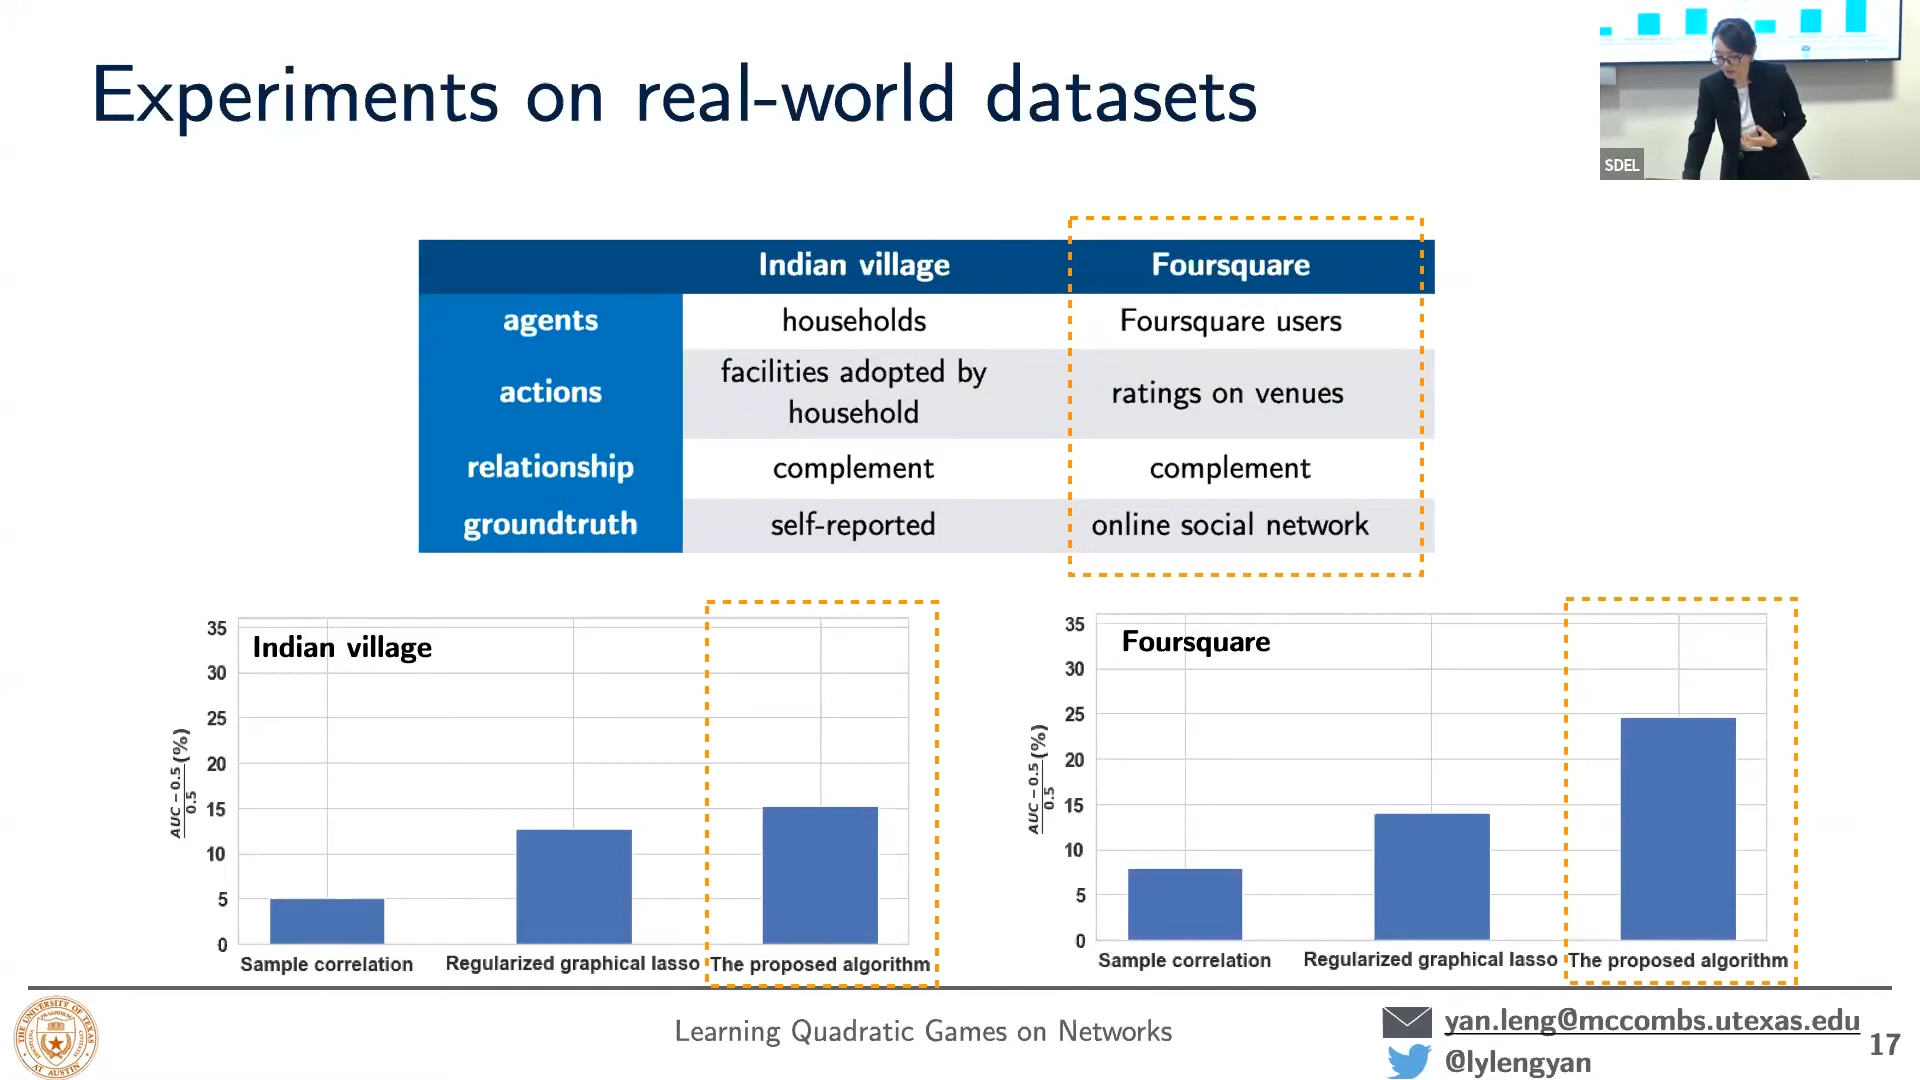 Experiments on real-world datasets
SDEL
Indian village Foursquare
agents households Foursquare users
actions facilities adopted by household ratings on venues
relationship complement complement
groundtruth self-reported online social network
Indian village
35
30
25
20
15
10
5
0
AUC − 0.5
0.5
(%)
Sample correlation Regularized graphical lasso The proposed algorithm
Foursquare
35
30
25
20
15
10
5
0
AUC − 0.5
0.5
(%)
Sample correlation Regularized graphical lasso The proposed algorithm
THE UNIVERSITY OF TEXAS
AT AUSTIN
Learning Quadratic Games on Networks
yan.leng@mccombs.utexas.edu
@lylengyan
17